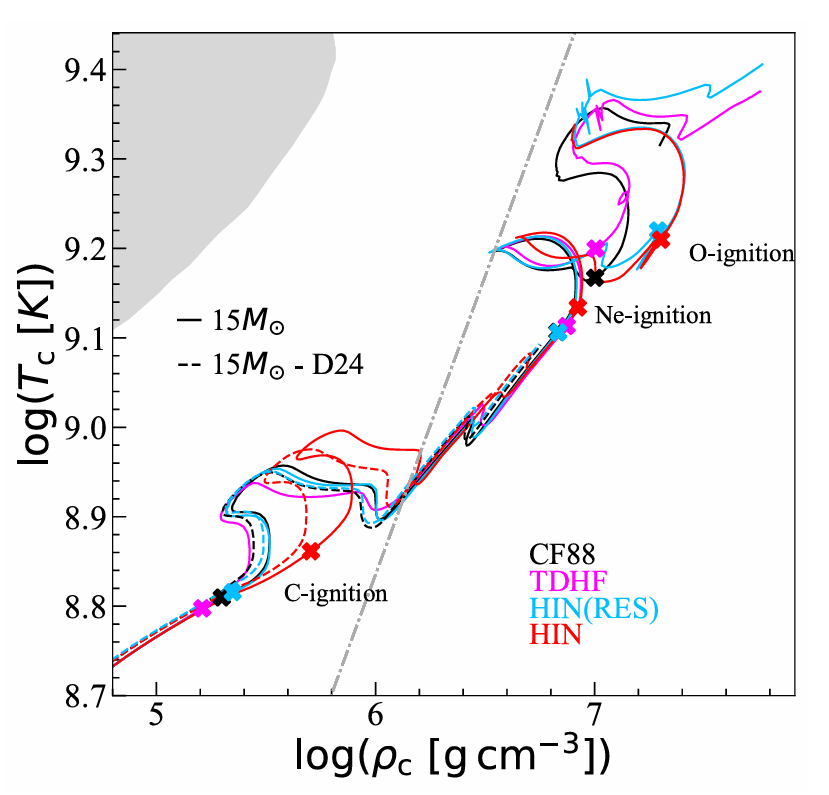 9.4
9.3
9.2
9.1
9.0
8.9
8.8
8.7
log(T_c [K])
15M_⊙
15M_⊙ - D24
O-ignition
Ne-ignition
C-ignition
CF88
TDHF
HIN(RES)
HIN
5
6
7
log(ρ_c [g cm^−3])